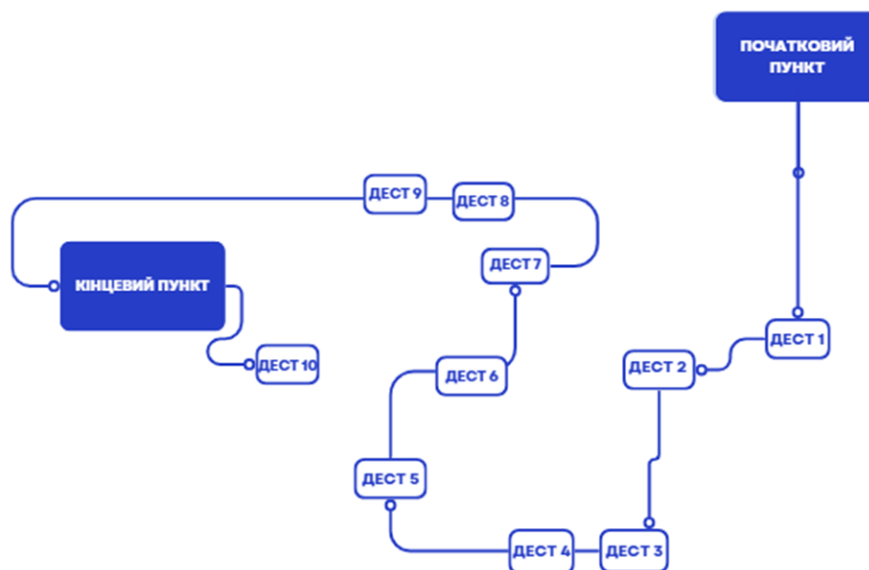 ПОЧАТКОВИЙ
ПУНКТ
ДЕСТ 9
ДЕСТ 8
ДЕСТ 7
КІНЦЕВИЙ ПУНКТ
ДЕСТ 1
ДЕСТ 2
ДЕСТ 10
ДЕСТ 6
ДЕСТ 5
ДЕСТ 4
ДЕСТ 3